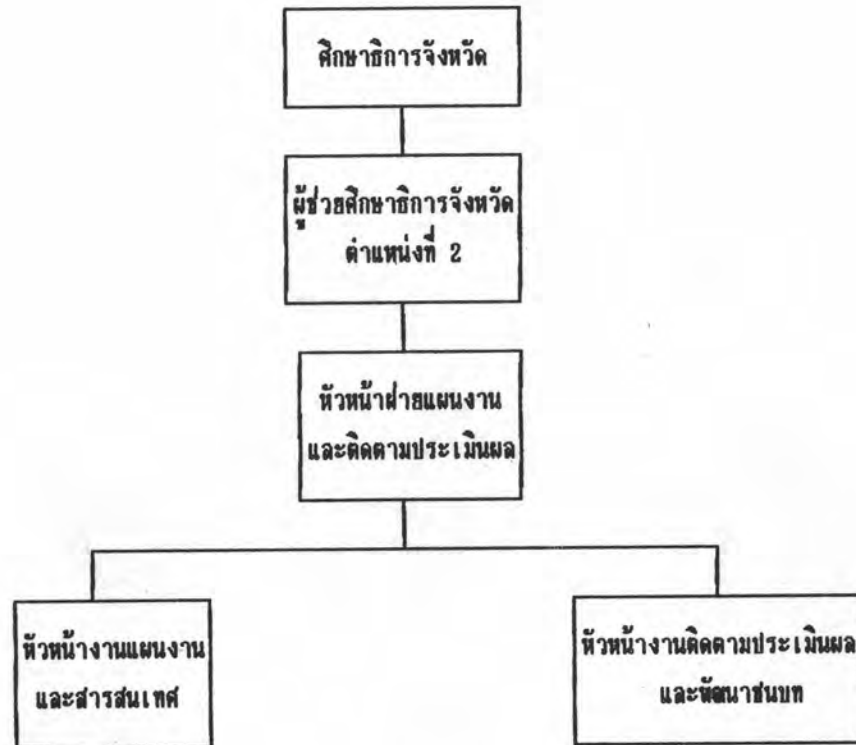 ศึกษาธิการจังหวัด
ผู้ช่วยศึกษาธิการจังหวัด
ตำแหน่งที่ 2
หัวหน้าฝ่ายแผนงาน
และติดตามประเมินผล
หัวหน้างานแผนงาน
และสารสนเทศ
หัวหน้างานติดตามประเมินผล
และพัฒนาชนบท